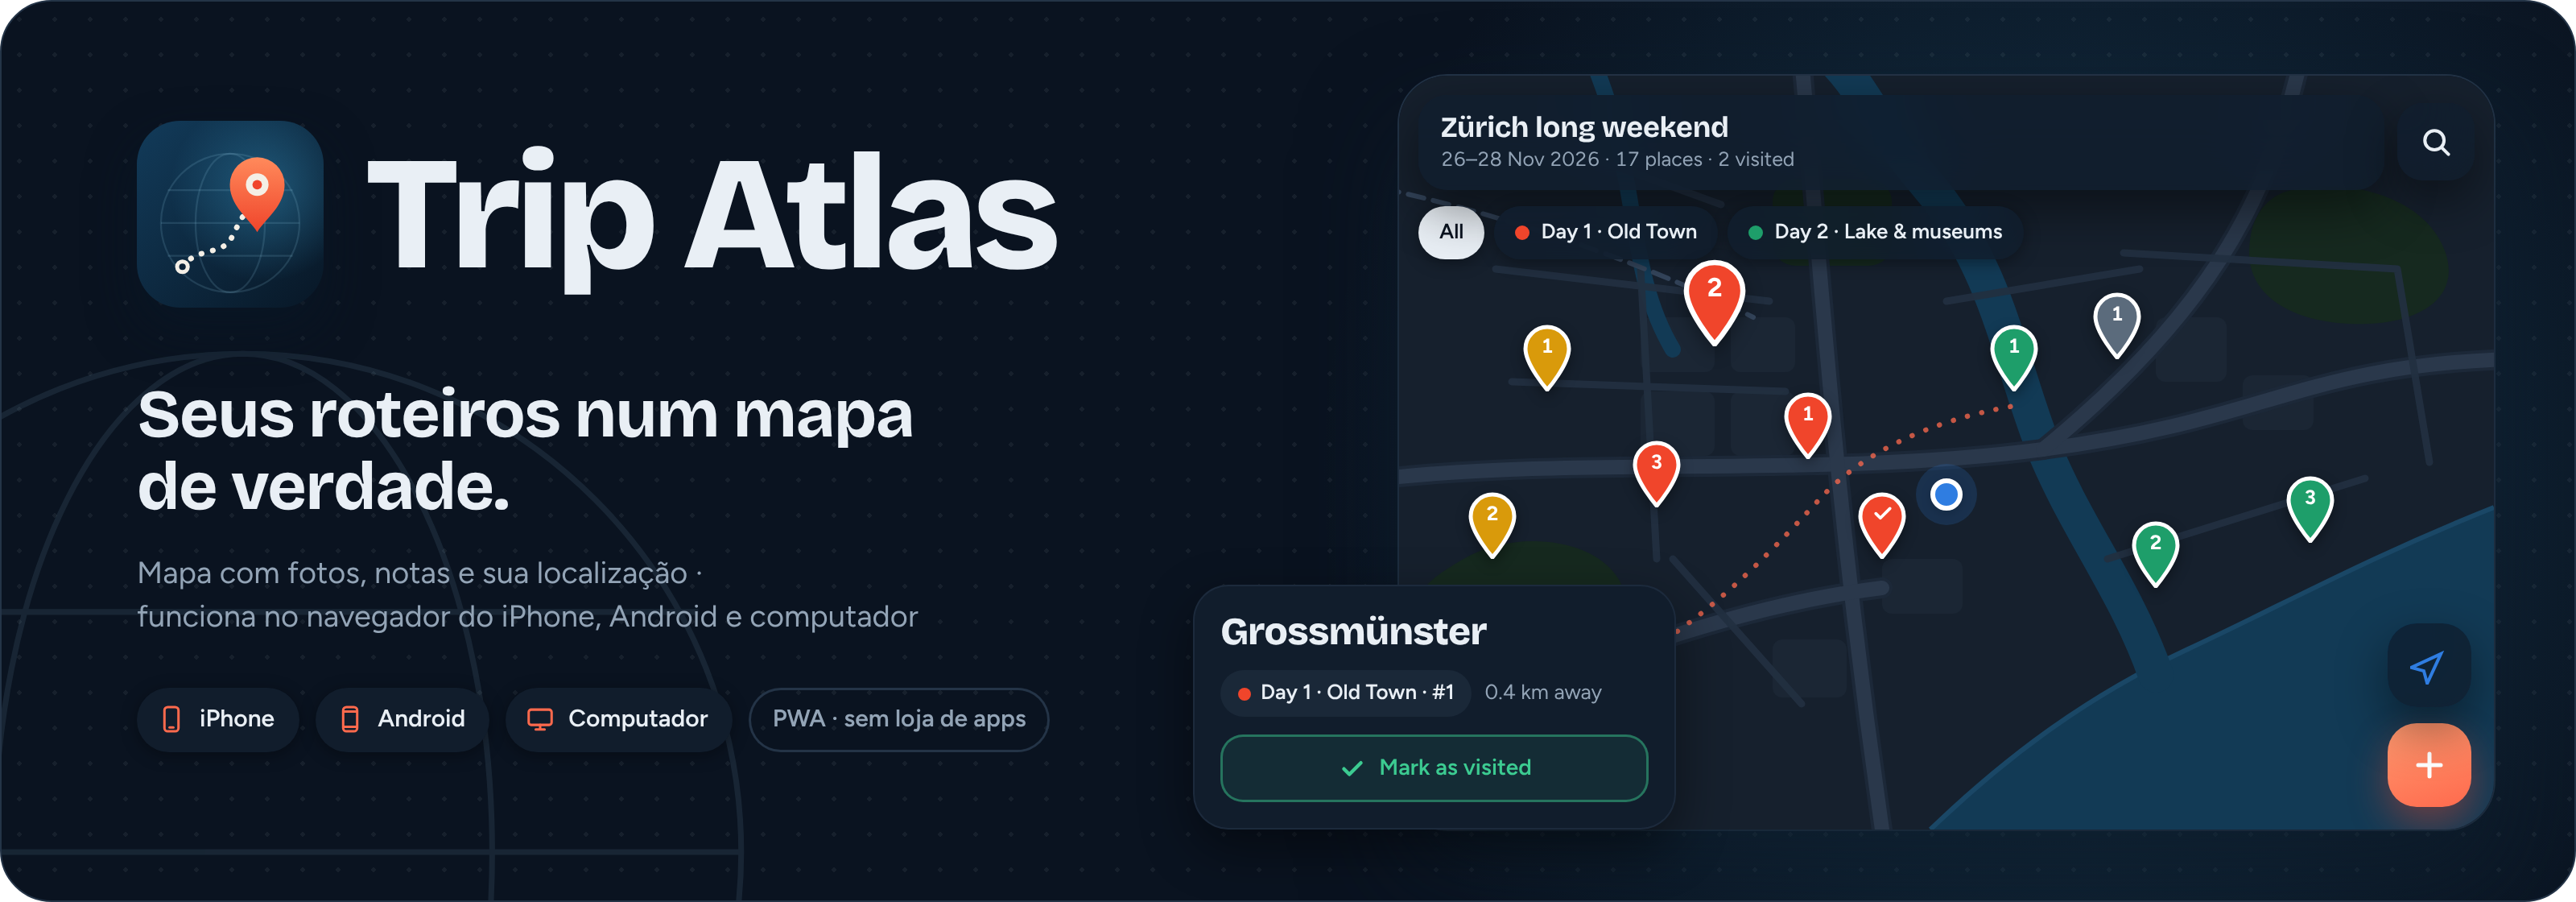 Trip Atlas
Seus roteiros num mapa
de verdade.
Mapa com fotos, notas e sua localização ·
funciona no navegador do iPhone, Android e computador
iPhone
Android
Computador
PWA · sem loja de apps
Zürich long weekend
26–28 Nov 2026 · 17 places · 2 visited
All
Day 1 · Old Town
Day 2 · Lake & museums
2
1
1
1
1
3
2
3
2
Grossmünster
Day 1 · Old Town · #1
0.4 km away
Mark as visited